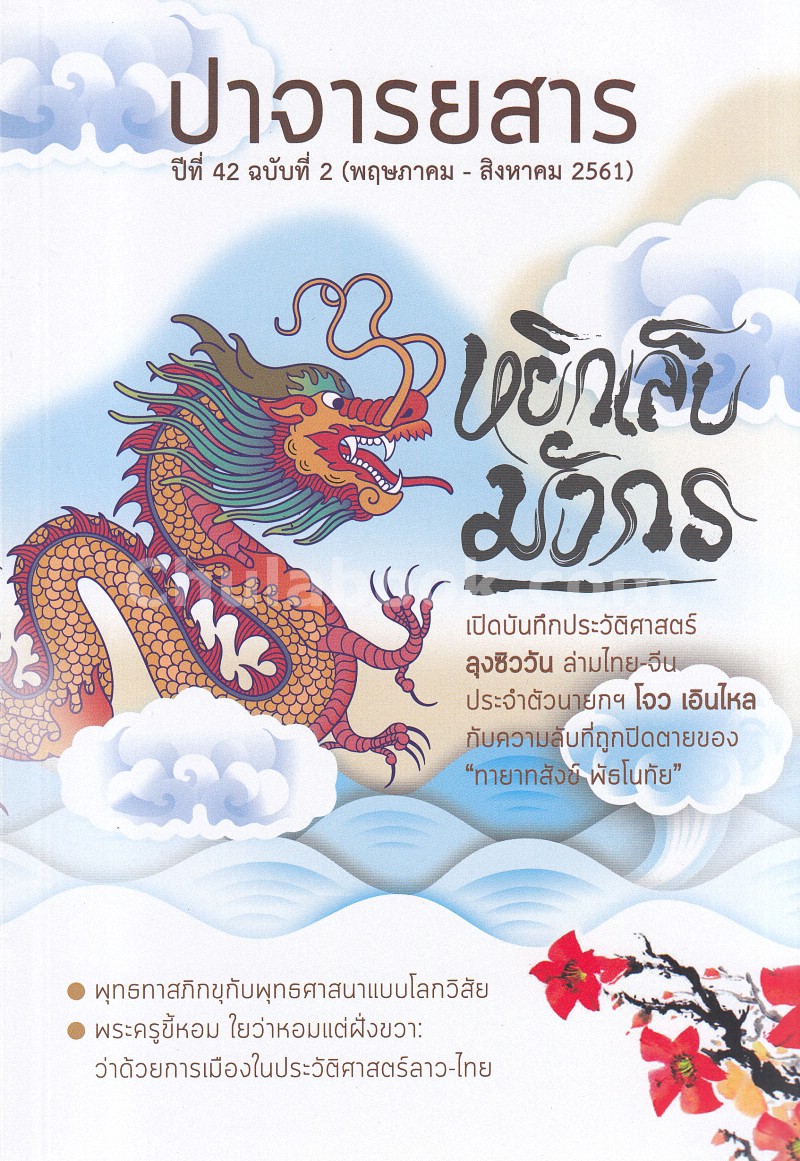 ปาจารยสาร
ปีที่ 42 ฉบับที่ 2 (พฤษภาคม - สิงหาคม 2561)
หยิกเล็บ
มังกร
Chulabook.com
เปิดบันทึกประวัติศาสตร์
ลุงซิววัน ล่ามไทย-จีน
ประจำตัวนายกฯ โจว เอินไหล
กับความลับที่ถูกปิดตายของ
“ทายาทสังข์ พัธโนทัย”
● พุทธทาสภิกขุกับพุทธศาสนาแบบโลกวิสัย
● พระครูขี้หอม ใยว่าหอมแต่ฝั่งขวา:
ว่าด้วยการเมืองในประวัติศาสตร์ลาว-ไทย